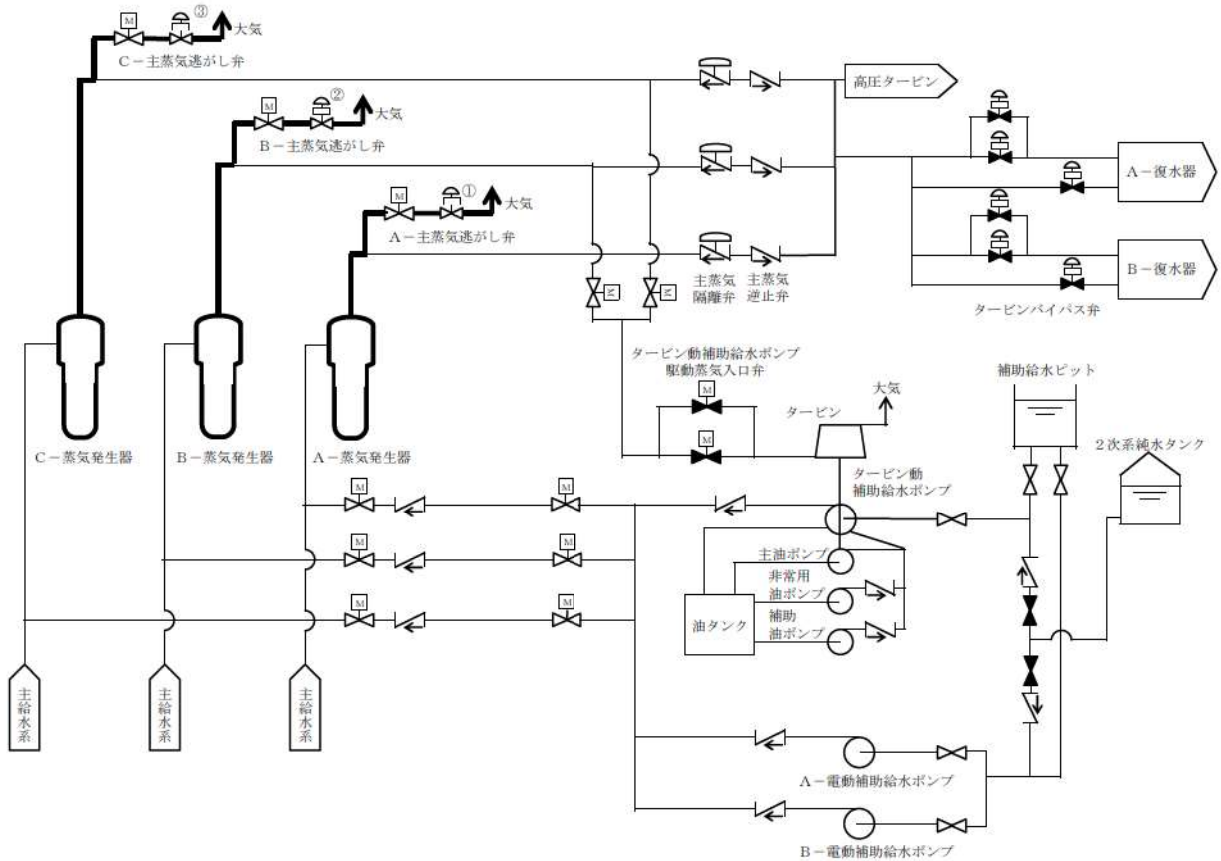 ③
M
大気
C－主蒸気逃がし弁
②
M
大気
B－主蒸気逃がし弁
①
M
大気
A－主蒸気逃がし弁
高圧タービン
A－復水器
B－復水器
タービンバイパス弁
主蒸気
隔離弁
主蒸気
逆止弁
M
M
タービン動補助給水ポンプ
駆動蒸気入口弁
M
M
タービン
大気
補助給水ピット
2次系純水タンク
C－蒸気発生器
B－蒸気発生器
A－蒸気発生器
タービン動
補助給水ポンプ
M
M
M
M
M
M
主油ポンプ
非常用
油ポンプ
補助
油ポンプ
油タンク
主給水系
主給水系
主給水系
A－電動補助給水ポンプ
B－電動補助給水ポンプ